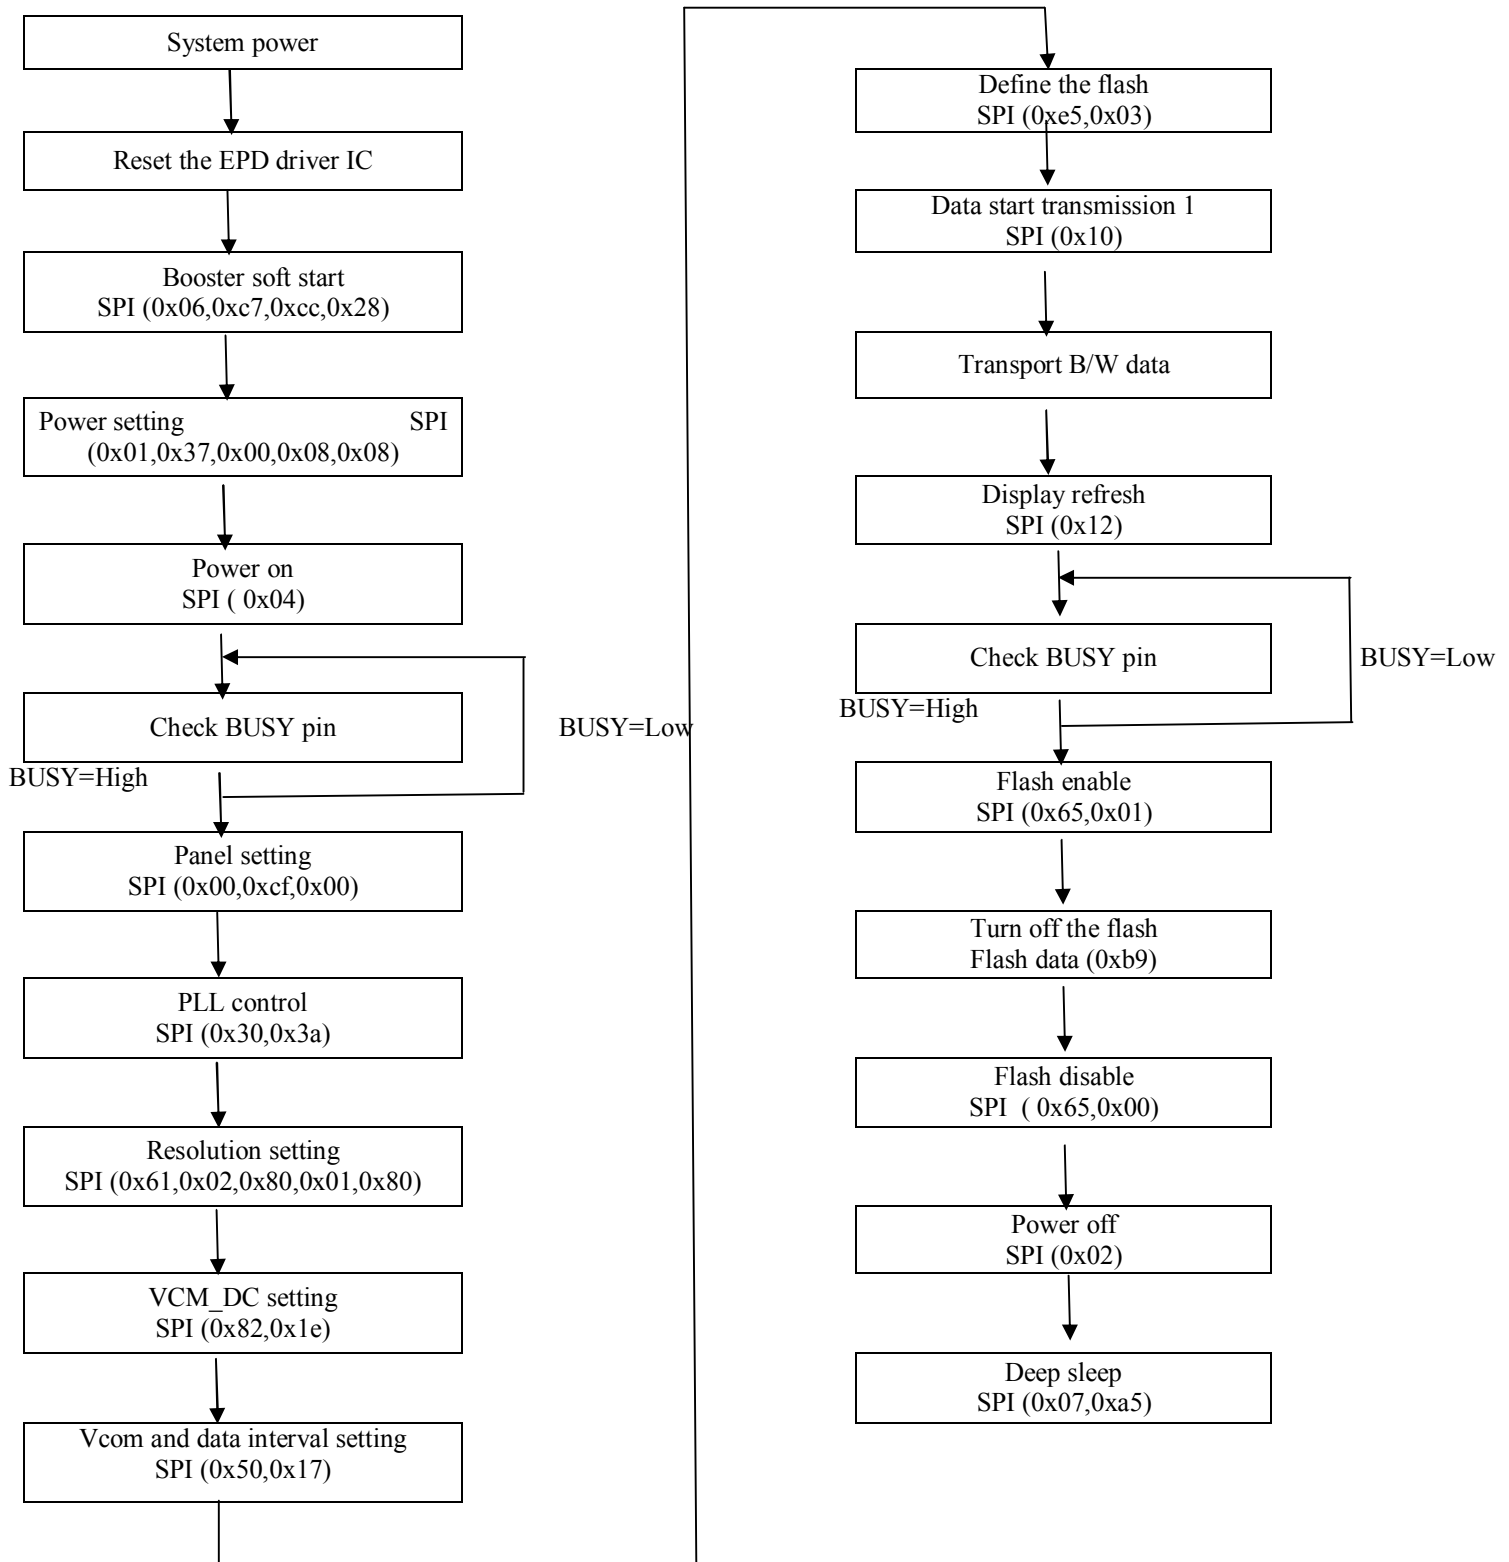 System power
Reset the EPD driver IC
Booster soft start
SPI (0x06,0xc7,0xcc,0x28)
Power setting SPI
(0x01,0x37,0x00,0x08,0x08)
Power on
SPI ( 0x04)
Check BUSY pin
BUSY=Low
BUSY=High
Panel setting
SPI (0x00,0xcf,0x00)
PLL control
SPI (0x30,0x3a)
Resolution setting
SPI (0x61,0x02,0x80,0x01,0x80)
VCM_DC setting
SPI (0x82,0x1e)
Vcom and data interval setting
SPI (0x50,0x17)
Define the flash
SPI (0xe5,0x03)
Data start transmission 1
SPI (0x10)
Transport B/W data
Display refresh
SPI (0x12)
Check BUSY pin
BUSY=Low
BUSY=High
Flash enable
SPI (0x65,0x01)
Turn off the flash
Flash data (0xb9)
Flash disable
SPI ( 0x65,0x00)
Power off
SPI (0x02)
Deep sleep
SPI (0x07,0xa5)